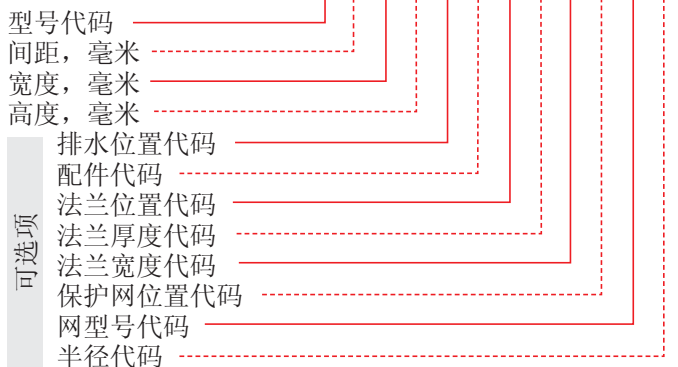 型号代码
间距，毫米
宽度，毫米
高度，毫米
可选项
排水位置代码
配件代码
法兰位置代码
法兰厚度代码
法兰宽度代码
保护网位置代码
网型号代码
半径代码